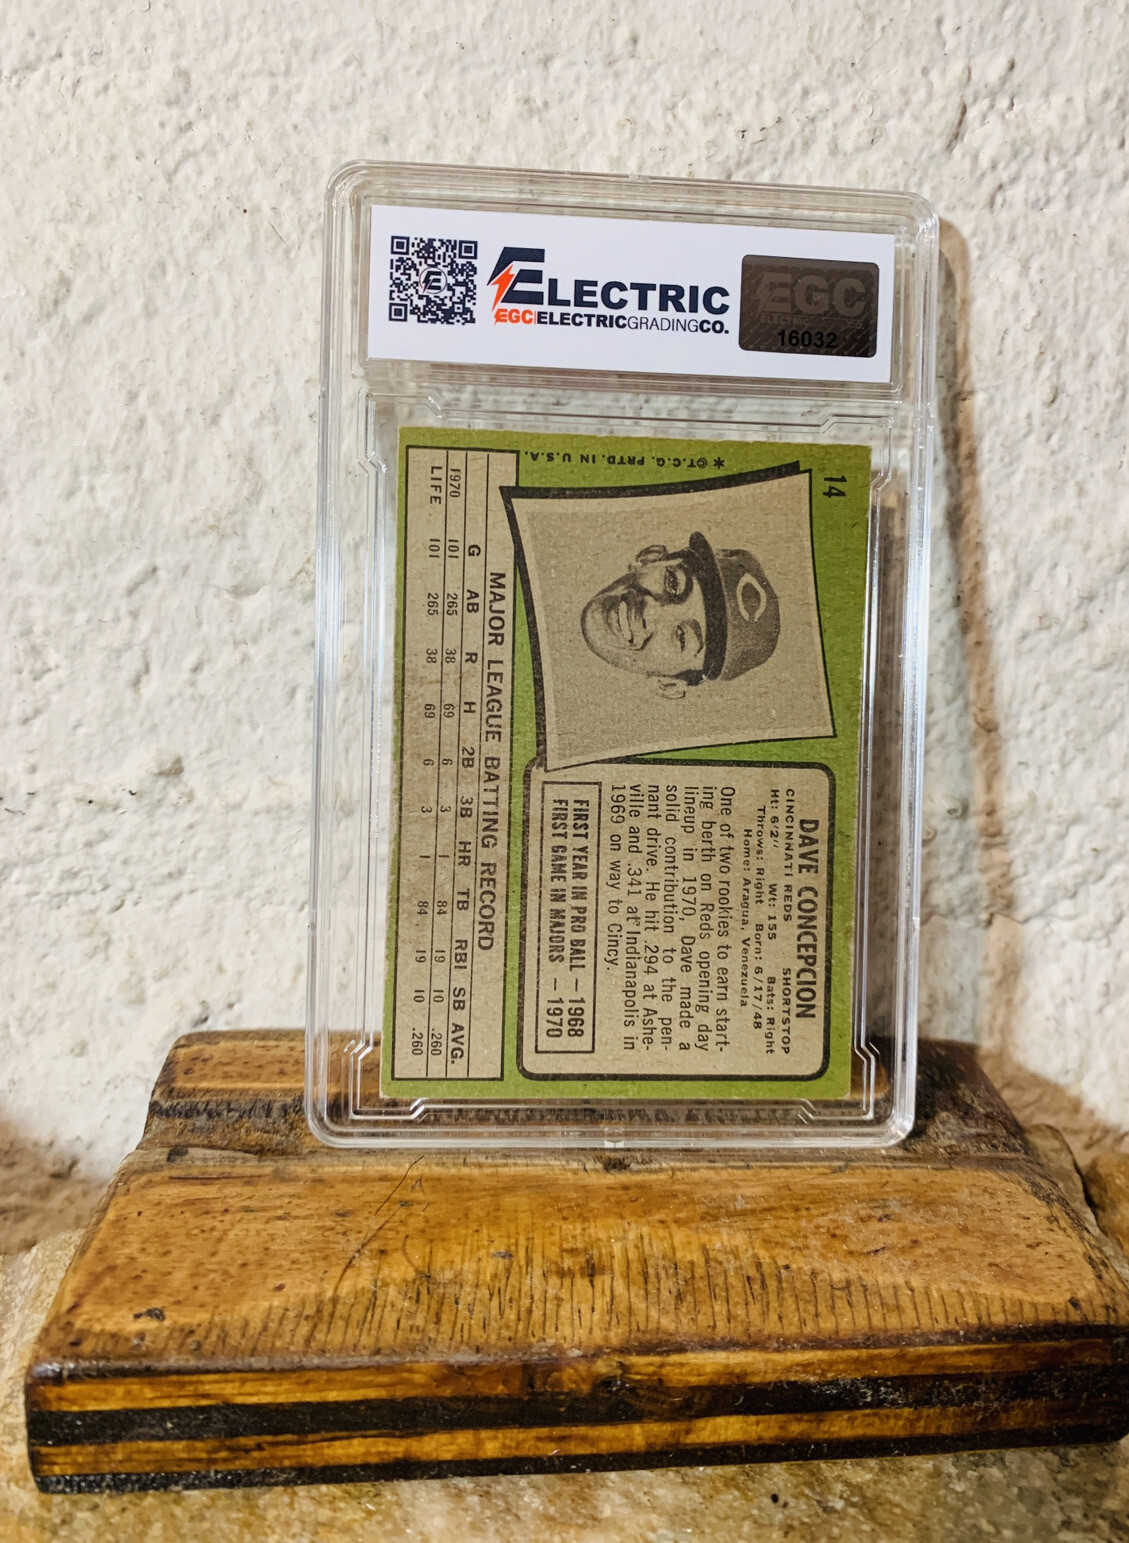 ELECTRIC
EGC|ELECTRICGRADINGCO.
EGC
16032
14
*©T.C.G. PRTD. IN U.S.A.
DAVE CONCEPCION
CINCINNATI REDS SHORTSTOP
Ht: 6'2" Wt: 155 Bats: Right
Throws: Right Born: 6/17/48
Home: Aragua, Venezuela
One of two rookies to earn start-
ing berth on Reds opening day
lineup in 1970, Dave made a
solid contribution to the pen-
nant drive. He hit .294 at Ashe-
ville and .341 at Indianapolis in
1969 on way to Cincy.
FIRST YEAR IN PRO BALL — 1968
FIRST GAME IN MAJORS — 1970
MAJOR LEAGUE BATTING RECORD
G AB R H 2B 3B HR TB RBI SB AVG.
1970 101 265 38 69 6 3 1 84 19 10 .260
LIFE 101 265 38 69 6 3 1 84 19 10 .260